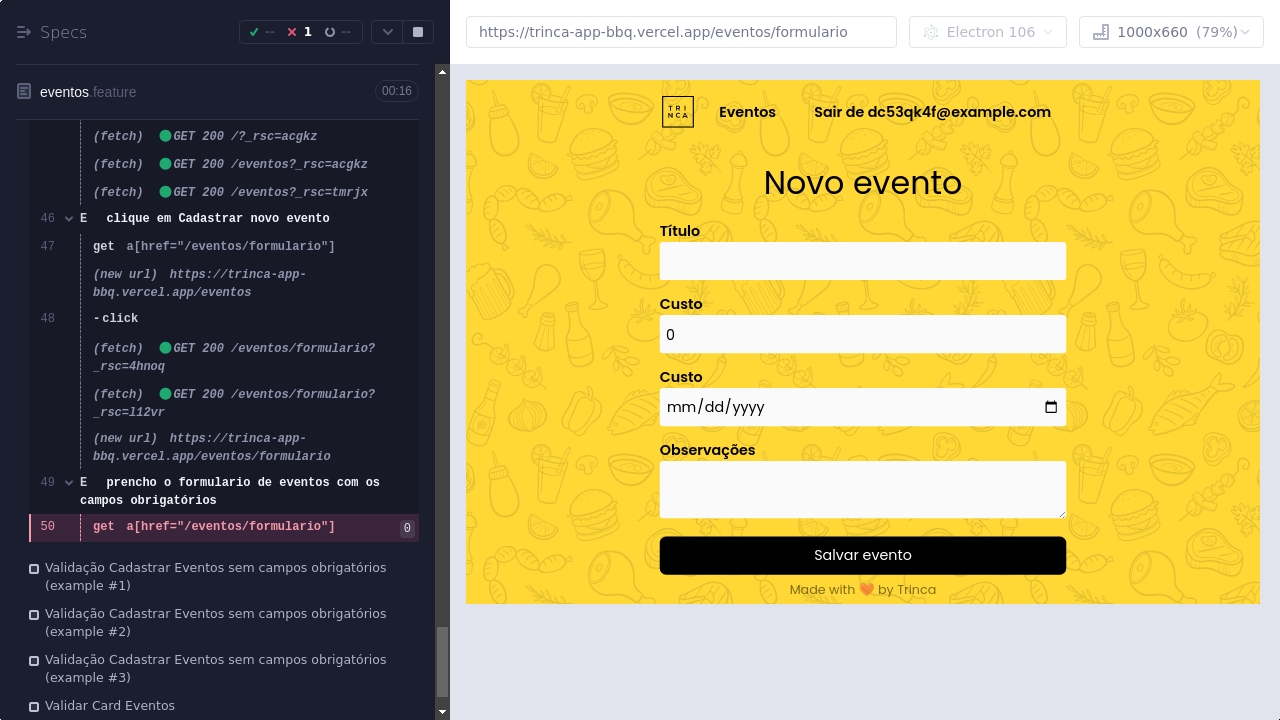 Specs
--
1
--
eventos.feature
00:16
(fetch) GET 200 /?_rsc=acgkz
(fetch) GET 200 /eventos?_rsc=acgkz
(fetch) GET 200 /eventos?_rsc=tmrjx
46 E clique em Cadastrar novo evento
47 get a[href="/eventos/formulario"]
(new url) https://trinca-app-
bbq.vercel.app/eventos
48 -click
(fetch) GET 200 /eventos/formulario?
_rsc=4hnoq
(fetch) GET 200 /eventos/formulario?
_rsc=l12vr
(new url) https://trinca-app-
bbq.vercel.app/eventos/formulario
49 E prencho o formulario de eventos com os
campos obrigatórios
50 get a[href="/eventos/formulario"] 0
Validação Cadastrar Eventos sem campos obrigatórios
(example #1)
Validação Cadastrar Eventos sem campos obrigatórios
(example #2)
Validação Cadastrar Eventos sem campos obrigatórios
(example #3)
Validar Card Eventos
https://trinca-app-bbq.vercel.app/eventos/formulario
Electron 106
1000x660 (79%)
TRI
NCA
Eventos
Sair de dc53qk4f@example.com
Novo evento
Título
Custo
0
Custo
mm/dd/yyyy
Observações
Salvar evento
Made with 🧡 by Trinca